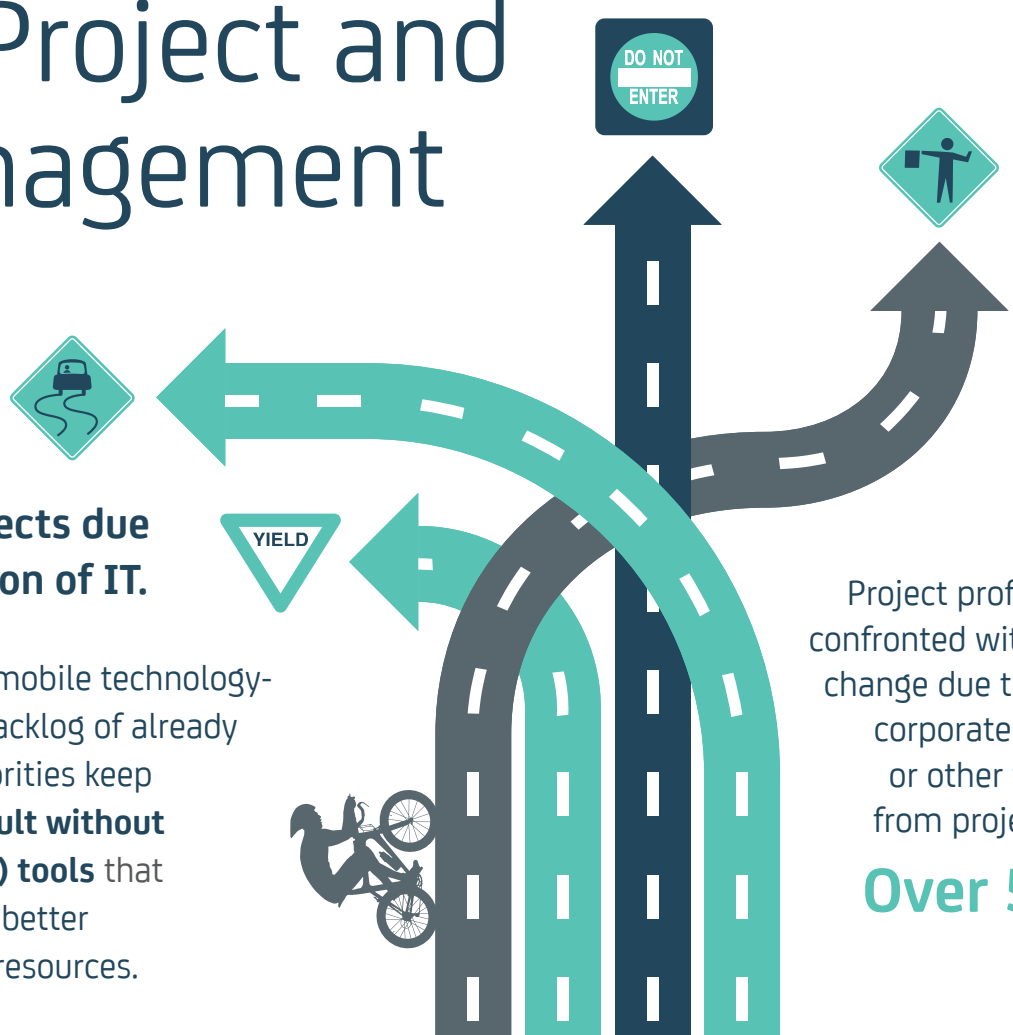 Project and
nagement
DO NOT
ENTER
ects due
on of IT.
YIELD
mobile technology-
acklog of already
orities keep
ult without
) tools that
better
resources.
Project prof
confronted wit
change due t
corporate
or other
from proje
Over 5